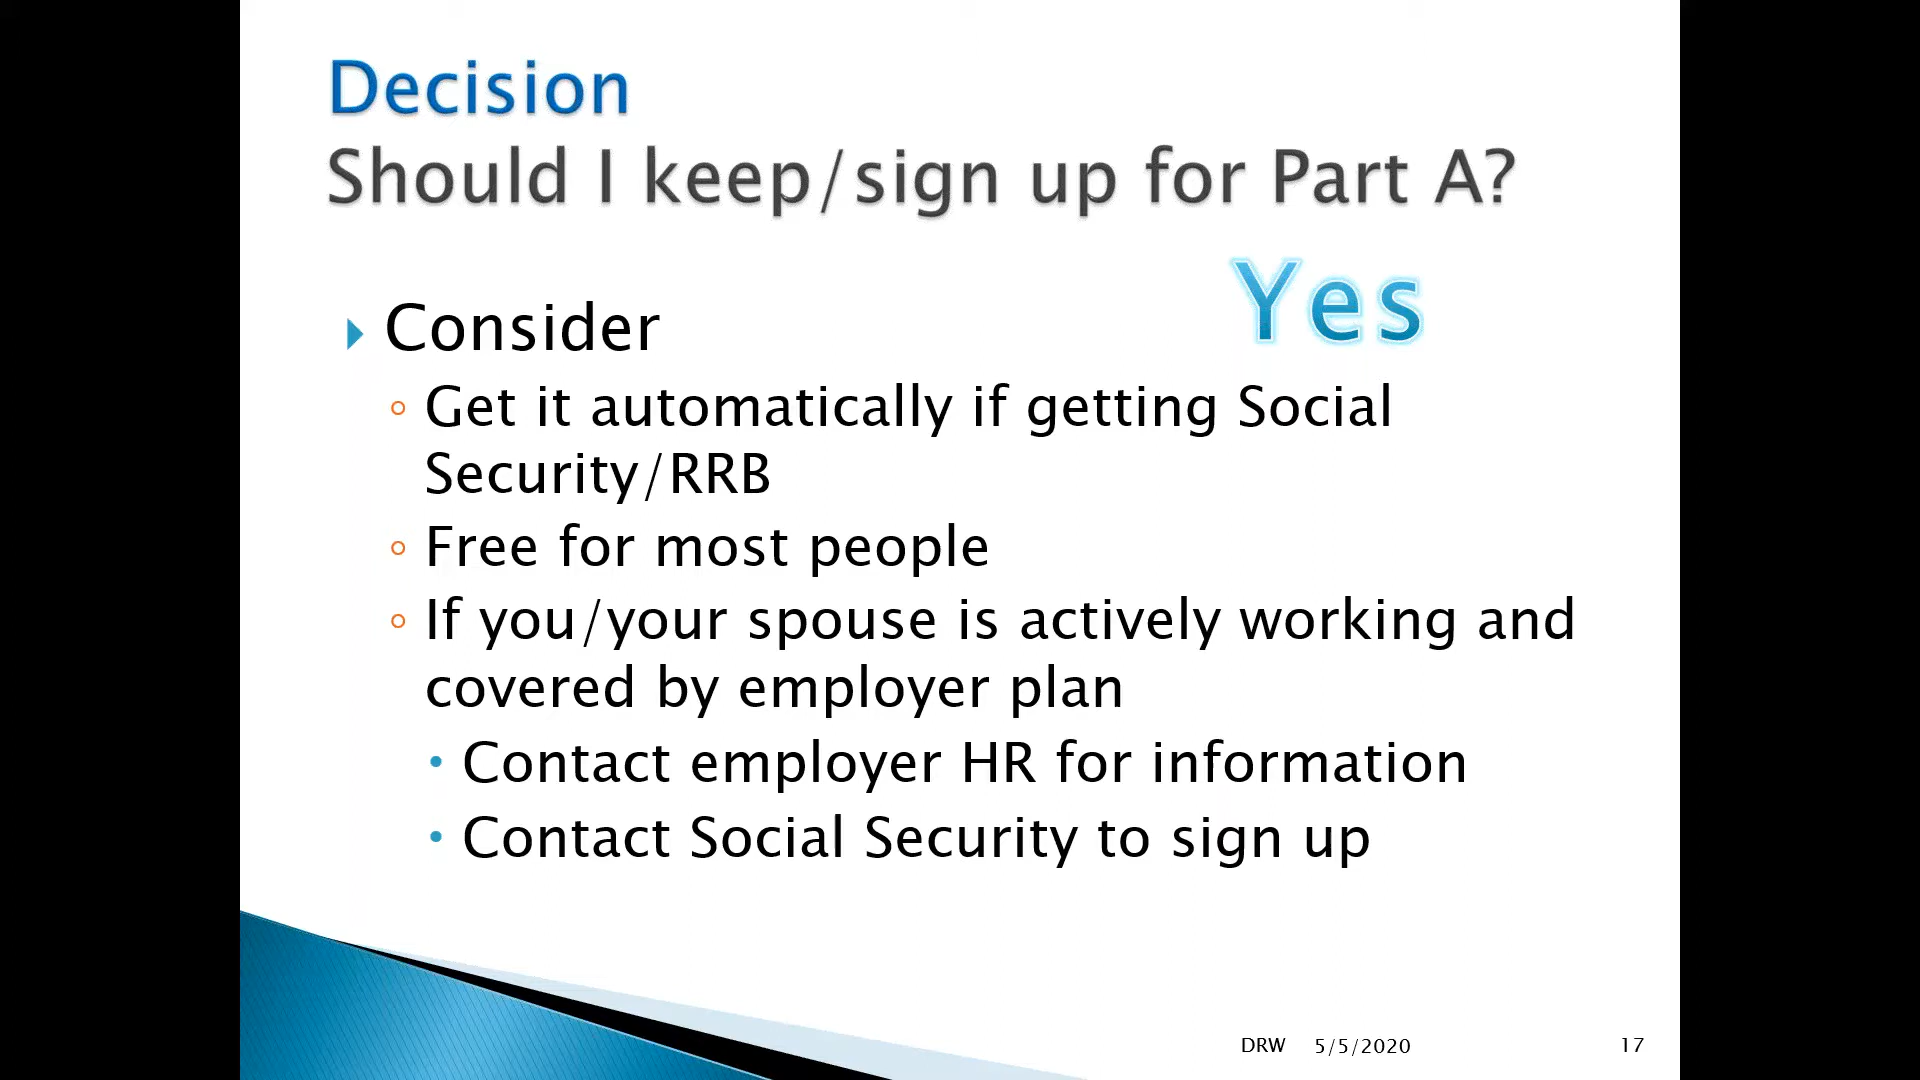 Decision
Should I keep/sign up for Part A?
Yes
Consider
Get it automatically if getting Social
Security/RRB
Free for most people
If you/your spouse is actively working and
covered by employer plan
Contact employer HR for information
Contact Social Security to sign up
DRW 5/5/2020 17